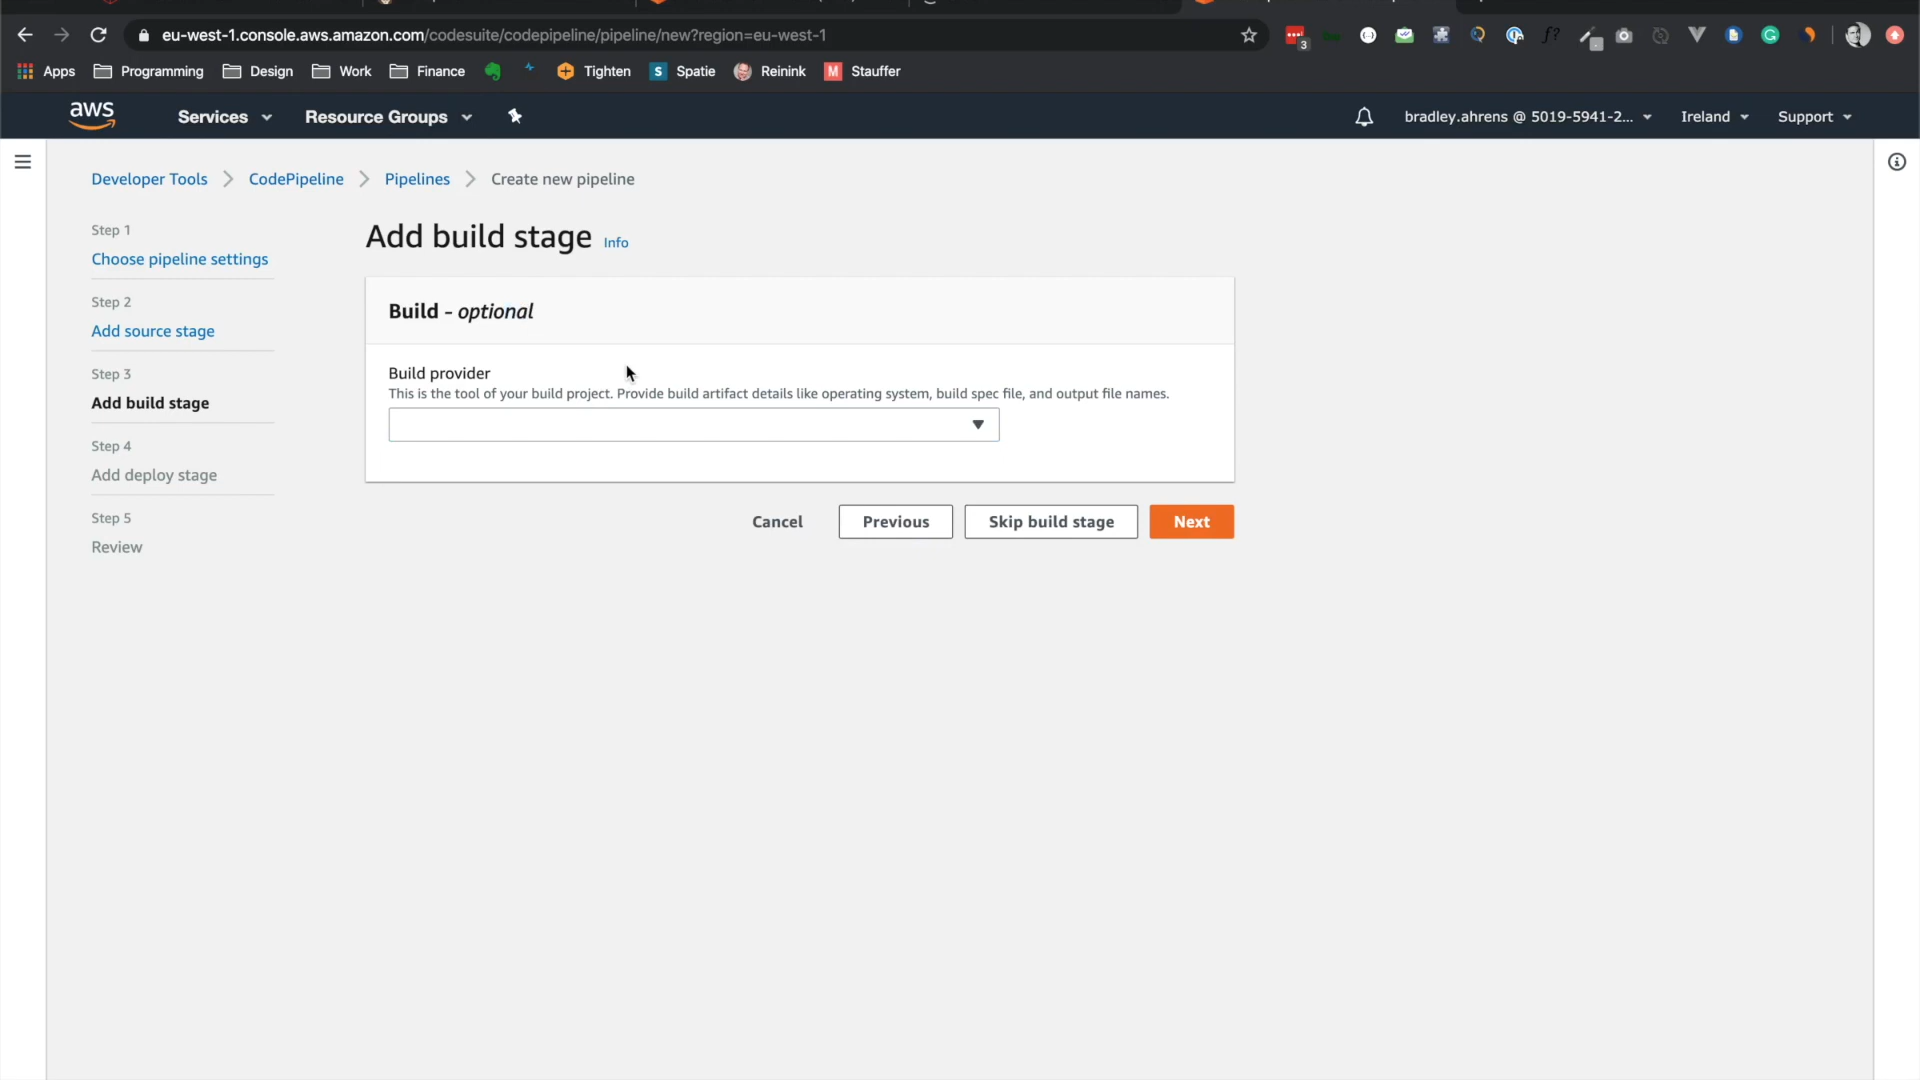 eu-west-1.console.aws.amazon.com/codesuite/codepipeline/pipeline/new?region=eu-west-1
3
f?
Apps Programming Design Work Finance Tighten S Spatie Reinink M Stauffer
aws Services Resource Groups bradley.ahrens @ 5019-5941-2... Ireland Support
Developer Tools > CodePipeline > Pipelines > Create new pipeline
Step 1
Choose pipeline settings
Step 2
Add source stage
Step 3
Add build stage
Step 4
Add deploy stage
Step 5
Review
Add build stage Info
Build - optional
Build provider
This is the tool of your build project. Provide build artifact details like operating system, build spec file, and output file names.
Cancel Previous Skip build stage Next